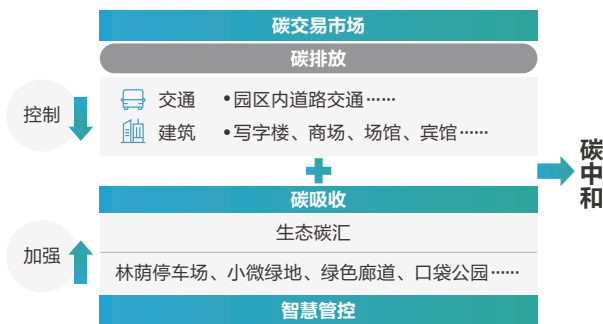 碳交易市场
碳排放
控制
交通 •园区内道路交通……
建筑 •写字楼、商场、场馆、宾馆……
碳吸收
生态碳汇
加强
林荫停车场、小微绿地、绿色廊道、口袋公园……
智慧管控
碳中和